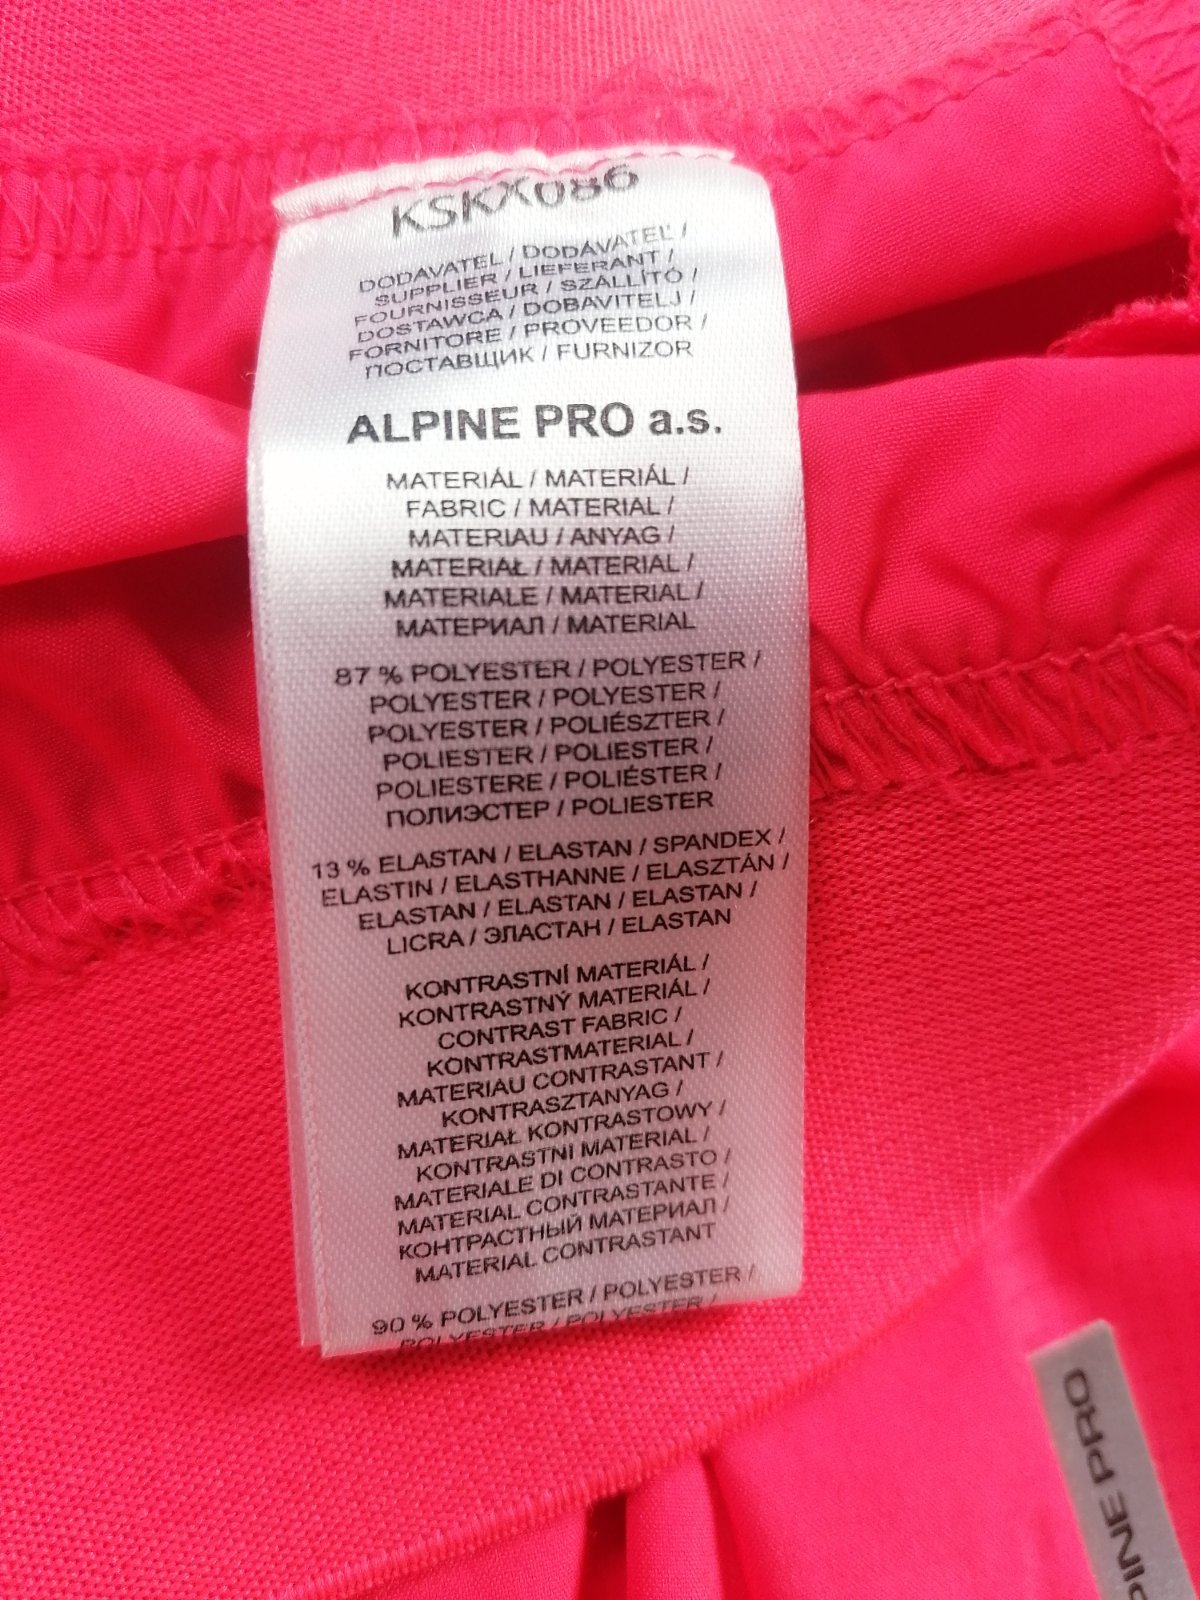 KSKX086
DODAVATEL / DODÁVATEĽ /
SUPPLIER / LIEFERANT /
FOURNISSEUR / SZÁLLÍTÓ /
DOSTAWCA / DOBAVITELJ /
FORNITORE / PROVEEDOR /
ПОСТАВЩИК / FURNIZOR
ALPINE PRO a.s.
MATERIÁL / MATERIÁL /
FABRIC / MATERIAL /
MATERIAU / ANYAG /
MATERIAŁ / MATERIAL /
MATERIALE / MATERIAL /
МАТЕРИАЛ / MATERIAL
87 % POLYESTER / POLYESTER /
POLYESTER / POLYESTER /
POLYESTER / POLIÉSZTER /
POLIESTER / POLIESTER /
POLIESTERE / POLIÉSTER /
ПОЛИЭСТЕР / POLIESTER
13 % ELASTAN / ELASTAN / SPANDEX /
ELASTIN / ELASTHANNE / ELASZTÁN /
ELASTAN / ELASTAN / ELASTAN /
LICRA / ЭЛАСТАН / ELASTAN
KONTRASTNÍ MATERIÁL /
KONTRASTNÝ MATERIÁL /
CONTRAST FABRIC /
KONTRASTMATERIAL /
MATERIAU CONTRASTANT /
KONTRASZTANYAG /
MATERIAŁ KONTRASTOWY /
KONTRASTNI MATERIAL /
MATERIALE DI CONTRASTO /
MATERIAL CONTRASTANTE /
КОНТРАСТНЫЙ МАТЕРИАЛ /
MATERIAL CONTRASTANT
90 % POLYESTER / POLYESTER /
POLYESTER / POLYESTER /
PINE PRO